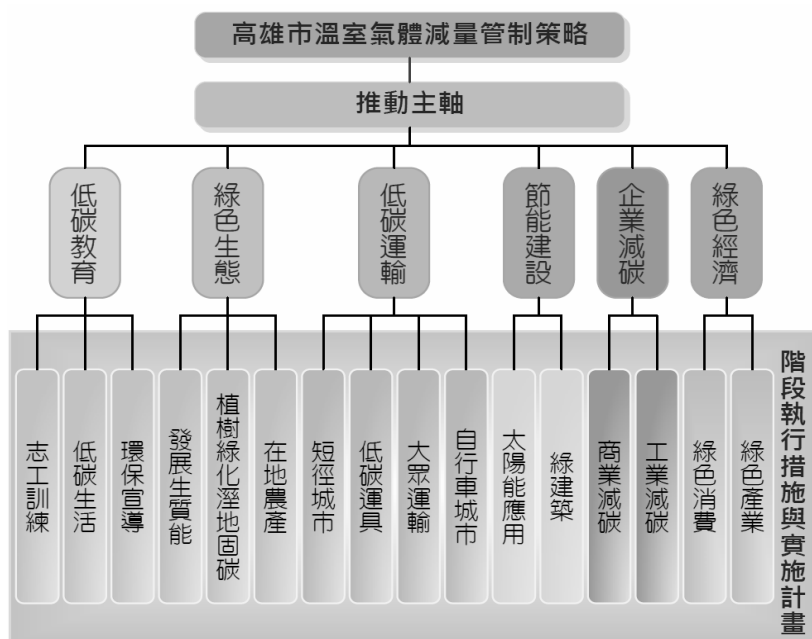 高雄市溫室氣體減量管制策略
推動主軸
低碳教育
綠色生態
低碳運輸
節能建設
企業減碳
綠色經濟
志工訓練
低碳生活
環保宣導
發展生質能
植樹綠化溼地固碳
在地農產
短徑城市
低碳運具
大眾運輸
自行車城市
太陽能應用
綠建築
商業減碳
工業減碳
綠色消費
綠色產業
階段執行措施與實施計畫